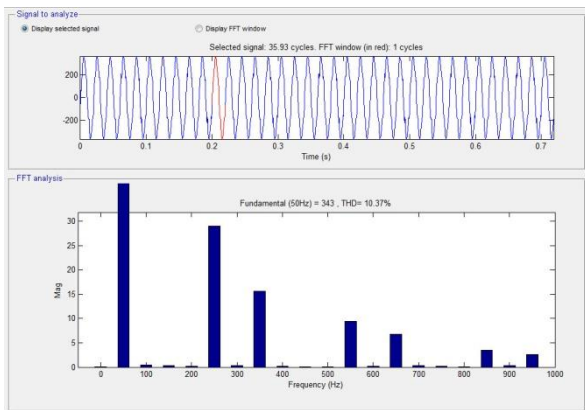 Signal to analyze
Display selected signal Display FFT window
Selected signal: 35.93 cycles. FFT window (in red): 1 cycles
200
0
-200
0 0.1 0.2 0.3 0.4 0.5 0.6 0.7
Time (s)
FFT analysis
Fundamental (50Hz) = 343 , THD= 10.37%
30
25
20
15
10
5
0
Mag
0 100 200 300 400 500 600 700 800 900 1000
Frequency (Hz)